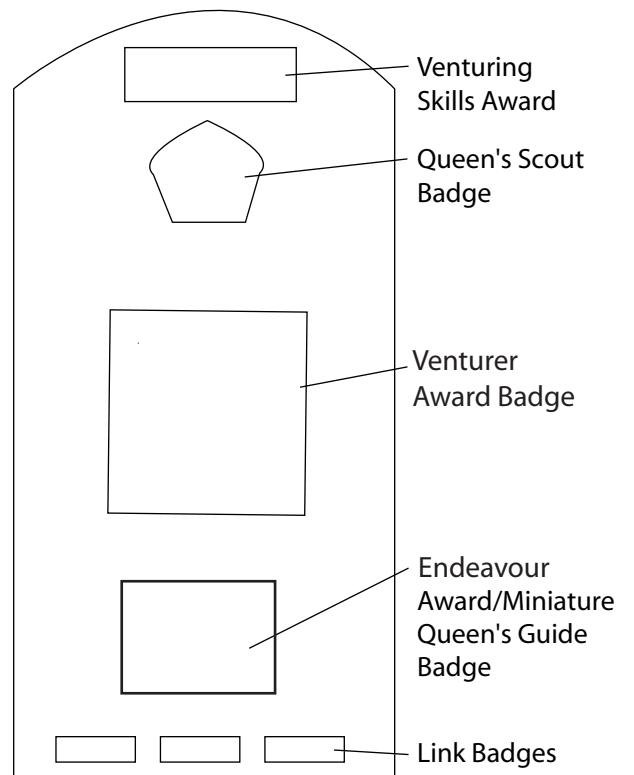 Venturing
Skills Award
Queen's Scout
Badge
Venturer
Award Badge
Endeavour
Award/Miniature
Queen's Guide
Badge
Link Badges